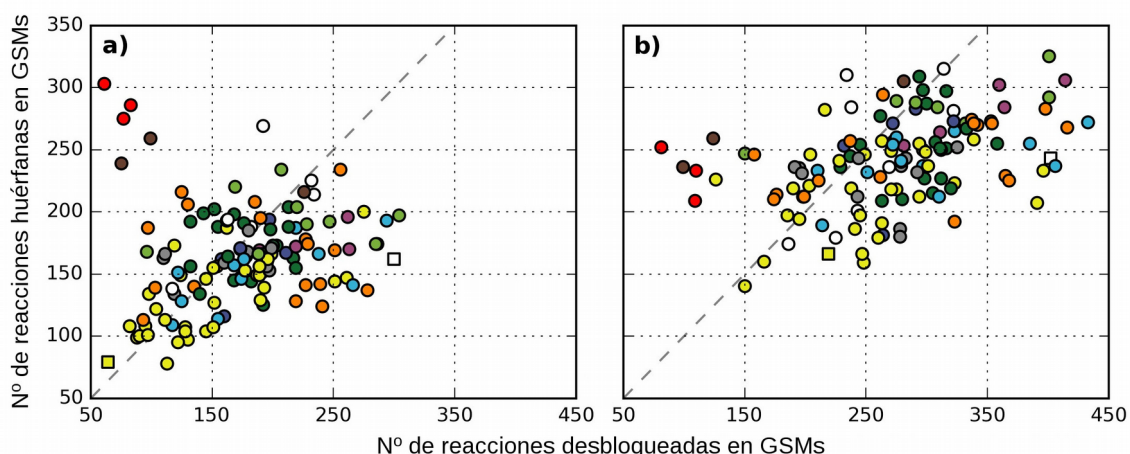 Nº de reacciones huérfanas en GSMs
350
300
250
200
150
100
50
a)
b)
50 150 250 350 450
50 150 250 350 450
Nº de reacciones desbloqueadas en GSMs